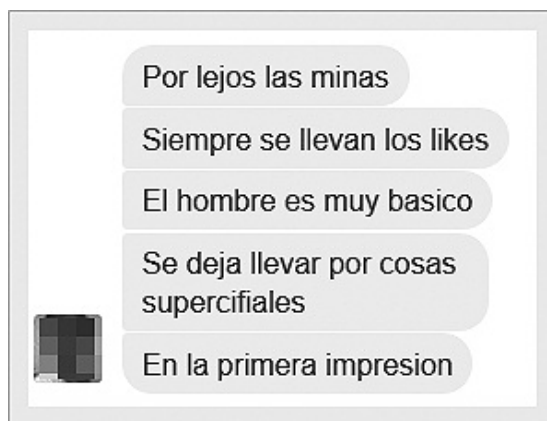 Por lejos las minas
Siempre se llevan los likes
El hombre es muy basico
Se deja llevar por cosas
supercifiales
En la primera impresion